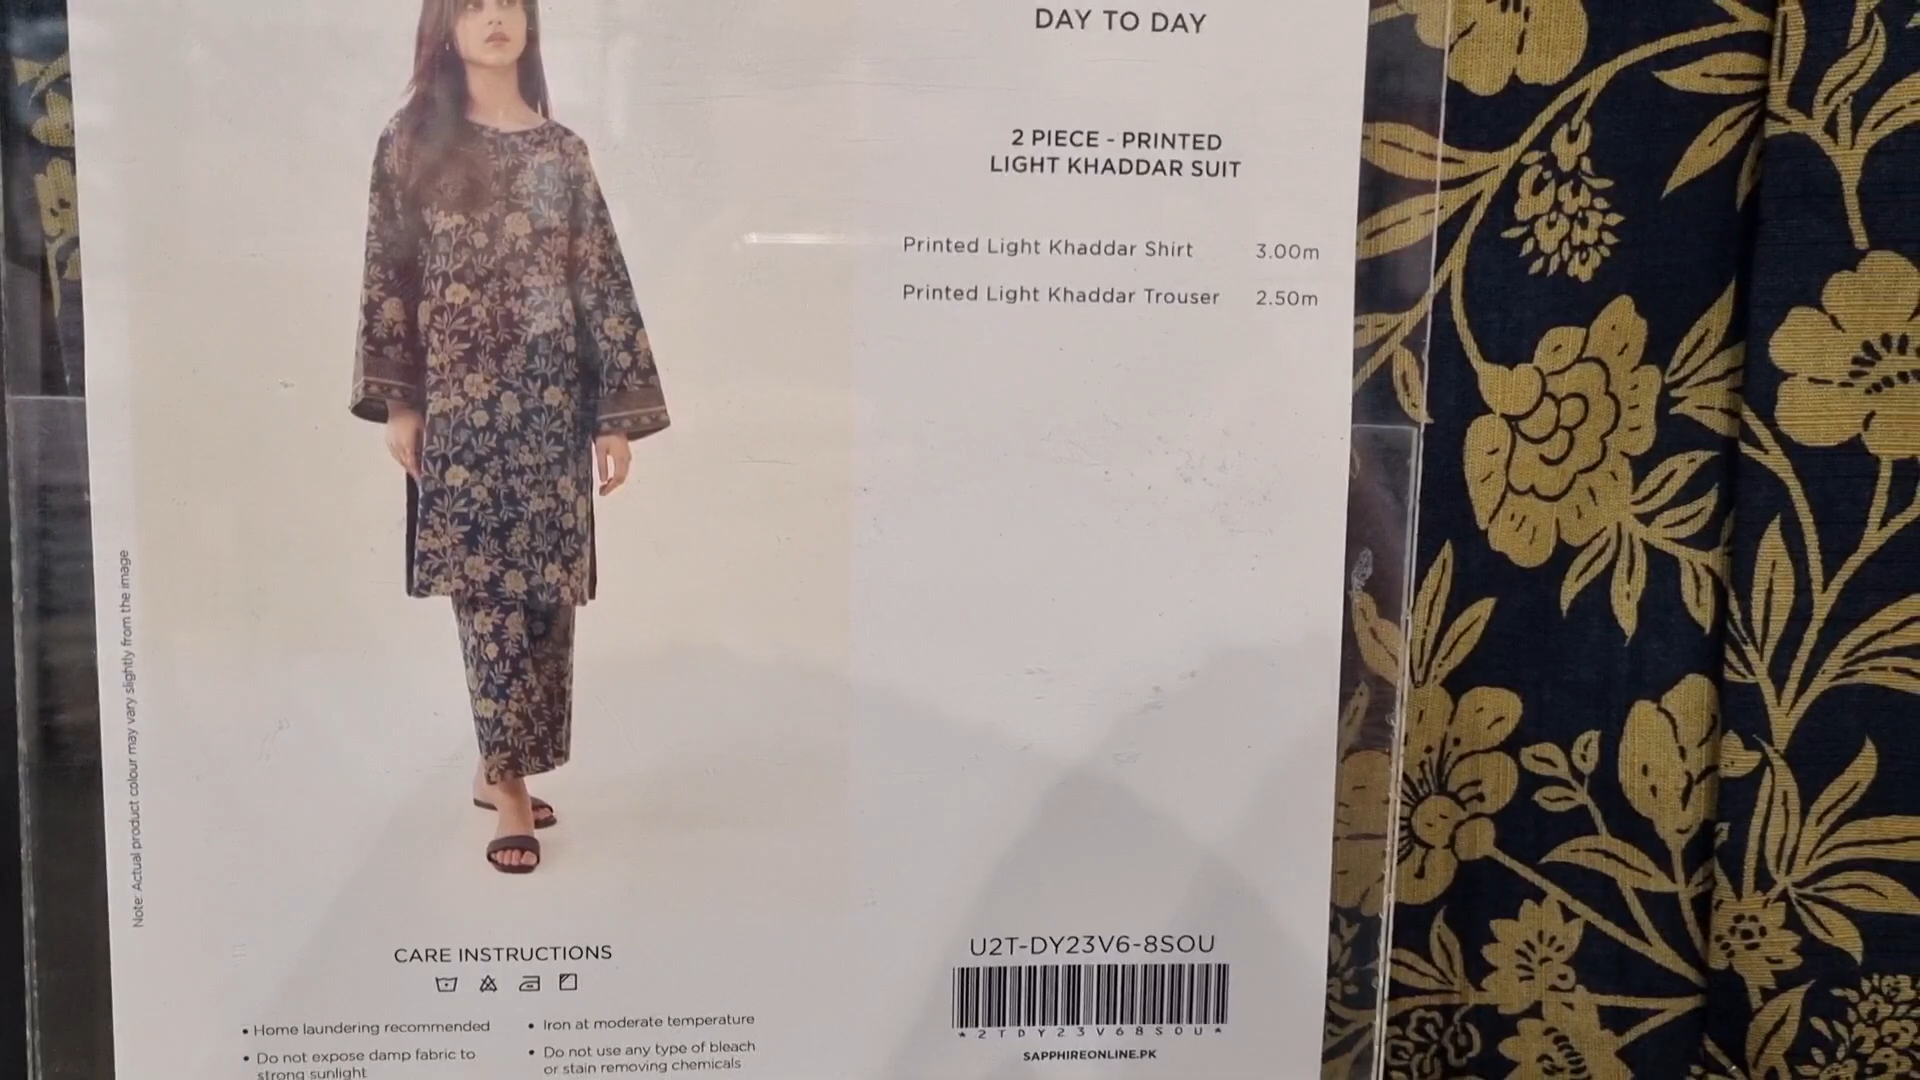 DAY TO DAY
2 PIECE - PRINTED
LIGHT KHADDAR SUIT
Printed Light Khaddar Shirt 3.00m
Printed Light Khaddar Trouser 2.50m
Note: Actual product colour may vary slightly from the image
CARE INSTRUCTIONS
• Home laundering recommended
• Do not expose damp fabric to
strong sunlight
• Iron at moderate temperature
• Do not use any type of bleach
or stain removing chemicals
U2T-DY23V6-8SOU
*2TDY23V68SOU*
SAPPHIREONLINE.PK